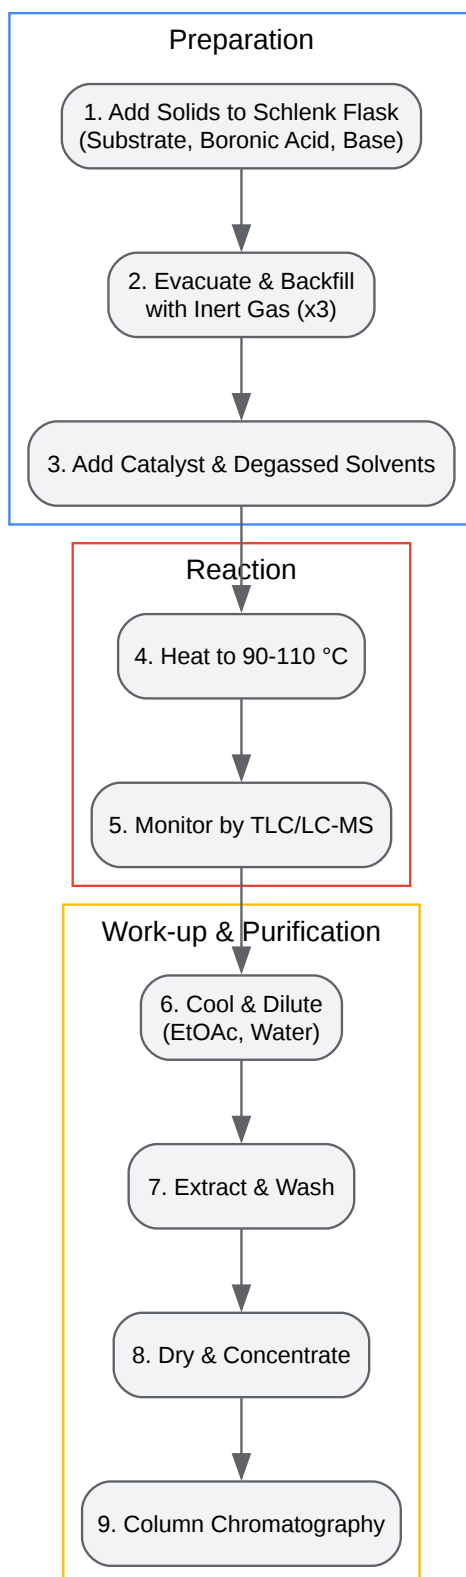 Preparation
1. Add Solids to Schlenk Flask
(Substrate, Boronic Acid, Base)
2. Evacuate & Backfill
with Inert Gas (x3)
3. Add Catalyst & Degassed Solvents
Reaction
4. Heat to 90-110 °C
5. Monitor by TLC/LC-MS
Work-up & Purification
6. Cool & Dilute
(EtOAc, Water)
7. Extract & Wash
8. Dry & Concentrate
9. Column Chromatography